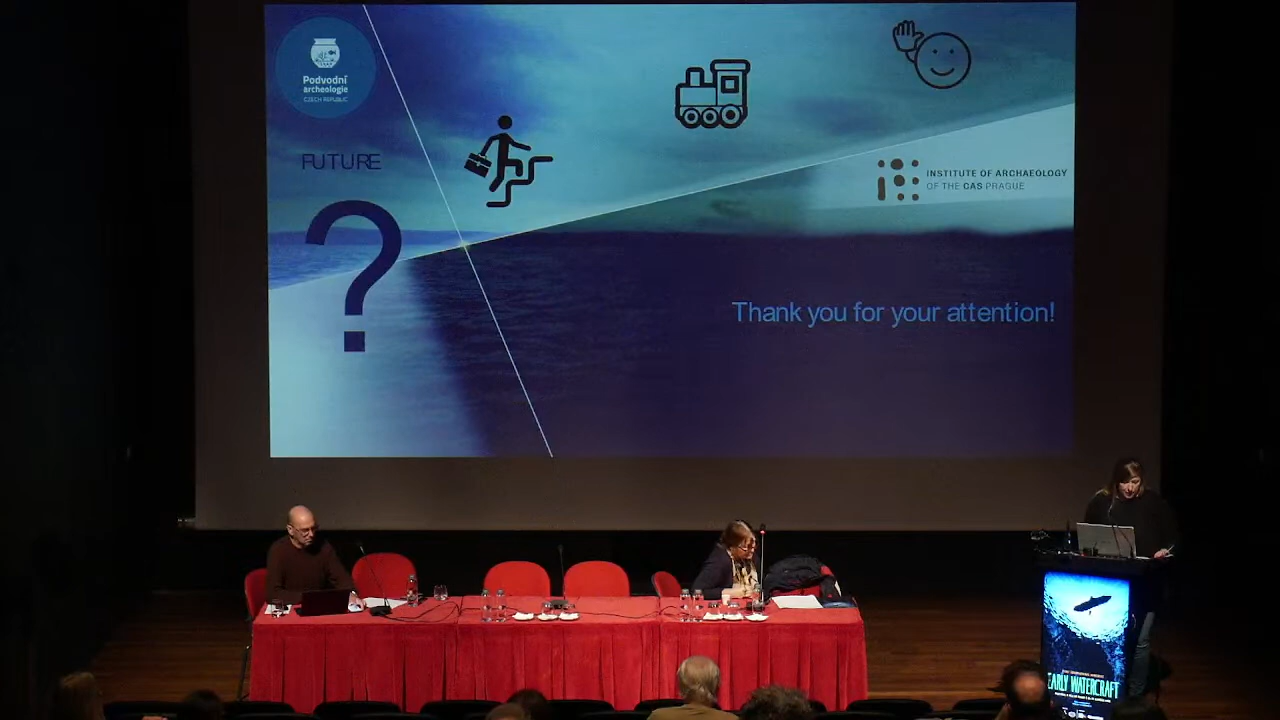 Podvodní
archeologie
CZECH REPUBLIC
FUTURE
?
INSTITUTE OF ARCHAEOLOGY
OF THE CAS PRAGUE
Thank you for your attention!
EARLY WATERCRAFT